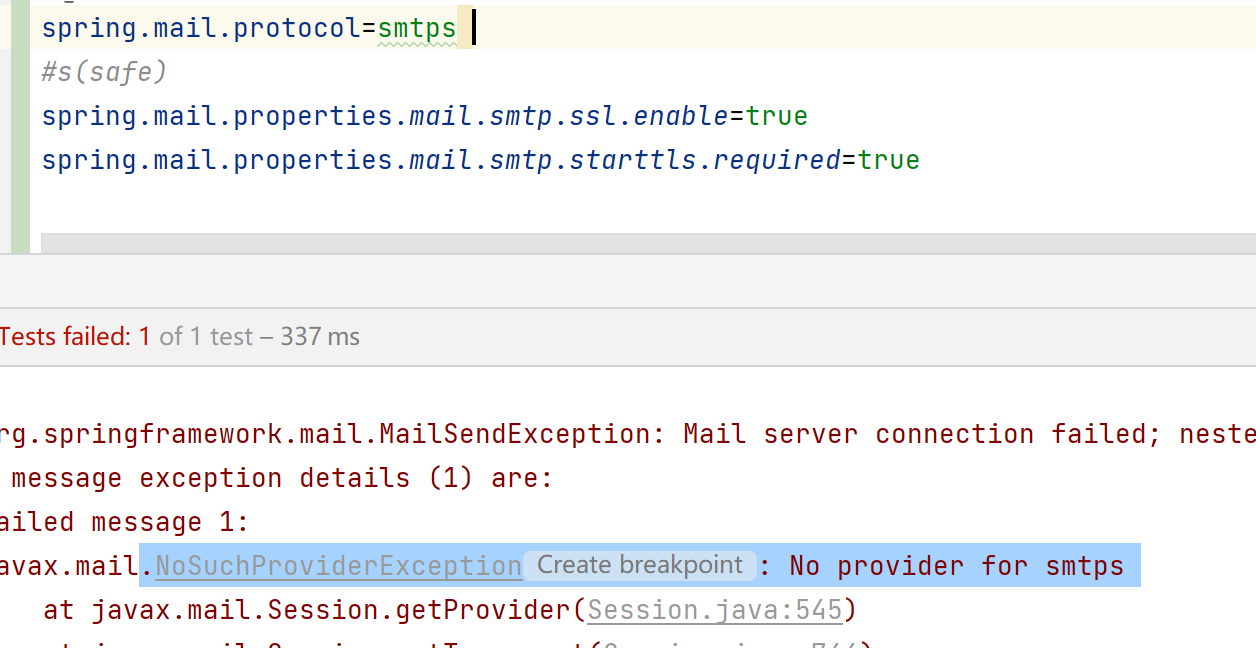 spring.mail.protocol=smtps
#s(safe)
spring.mail.properties.mail.smtp.ssl.enable=true
spring.mail.properties.mail.smtp.starttls.required=true
Tests failed: 1 of 1 test – 337 ms
rg.springframework.mail.MailSendException: Mail server connection failed; neste
message exception details (1) are:
ailed message 1:
avax.mail.NoSuchProviderException Create breakpoint : No provider for smtps
at javax.mail.Session.getProvider(Session.java:545)